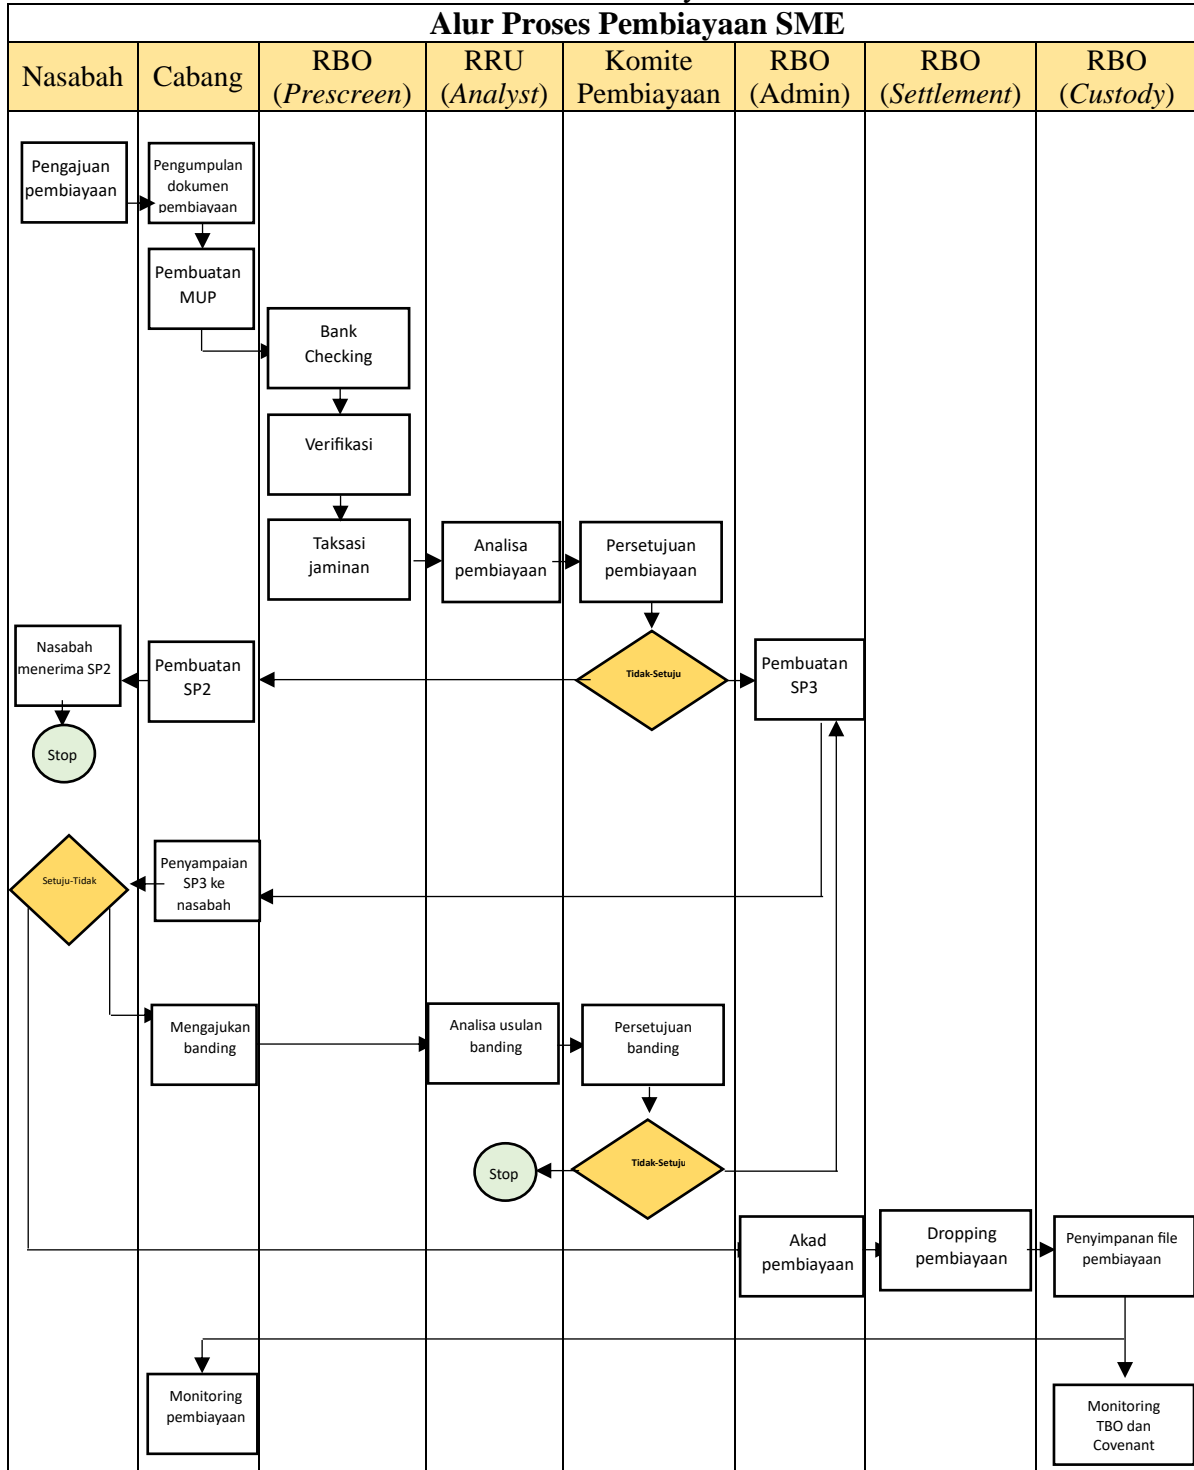 Alur Proses Pembiayaan SME
Nasabah
Cabang
RBO
(Prescreen)
RRU
(Analyst)
Komite
Pembiayaan
RBO
(Admin)
RBO
(Settlement)
RBO
(Custody)
Pengajuan
pembiayaan
Pengumpulan
dokumen
pembiayaan
Pembuatan
MUP
Bank
Checking
Verifikasi
Taksasi
jaminan
Analisa
pembiayaan
Persetujuan
pembiayaan
Nasabah
menerima SP2
Pembuatan
SP2
Tidak-Setuju
Pembuatan
SP3
Stop
Setuju-Tidak
Penyampaian
SP3 ke
nasabah
Mengajukan
banding
Analisa usulan
banding
Persetujuan
banding
Stop
Tidak-Setuju
Akad
pembiayaan
Dropping
pembiayaan
Penyimpanan file
pembiayaan
Monitoring
pembiayaan
Monitoring
TBO dan
Covenant